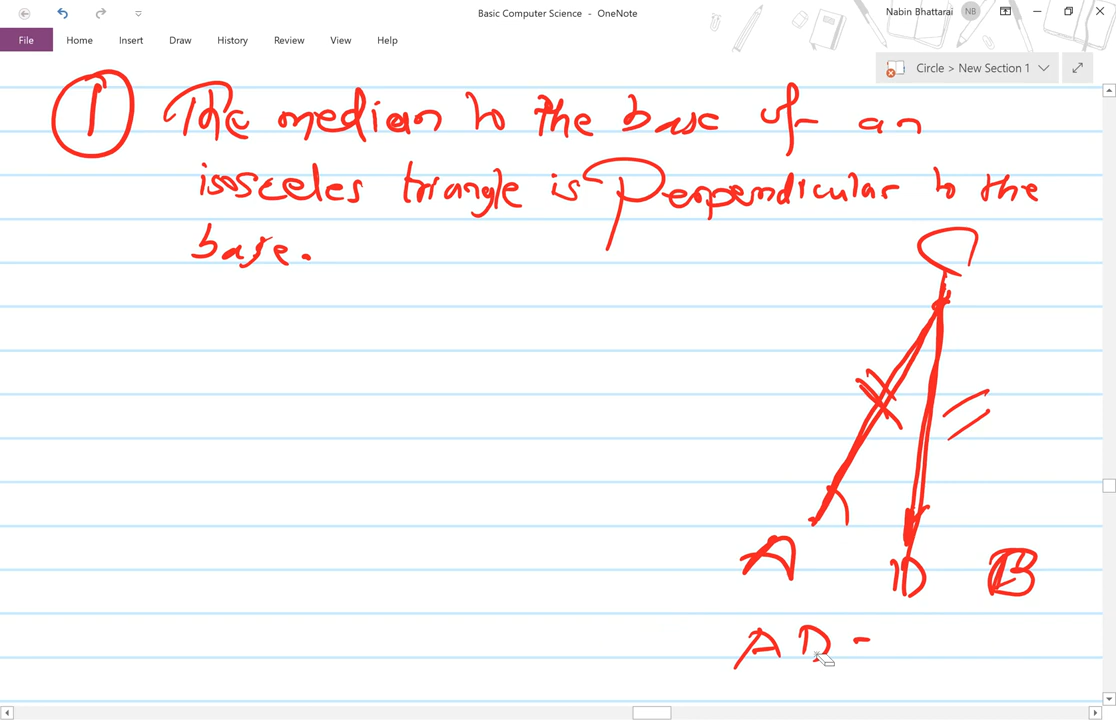 Basic Computer Science - OneNote
Nabin Bhattarai NB
File Home Insert Draw History Review View Help
Circle > New Section 1
1 The median to the base of an
isosceles triangle is Perpendicular to the
base.
C
A D B
AD =